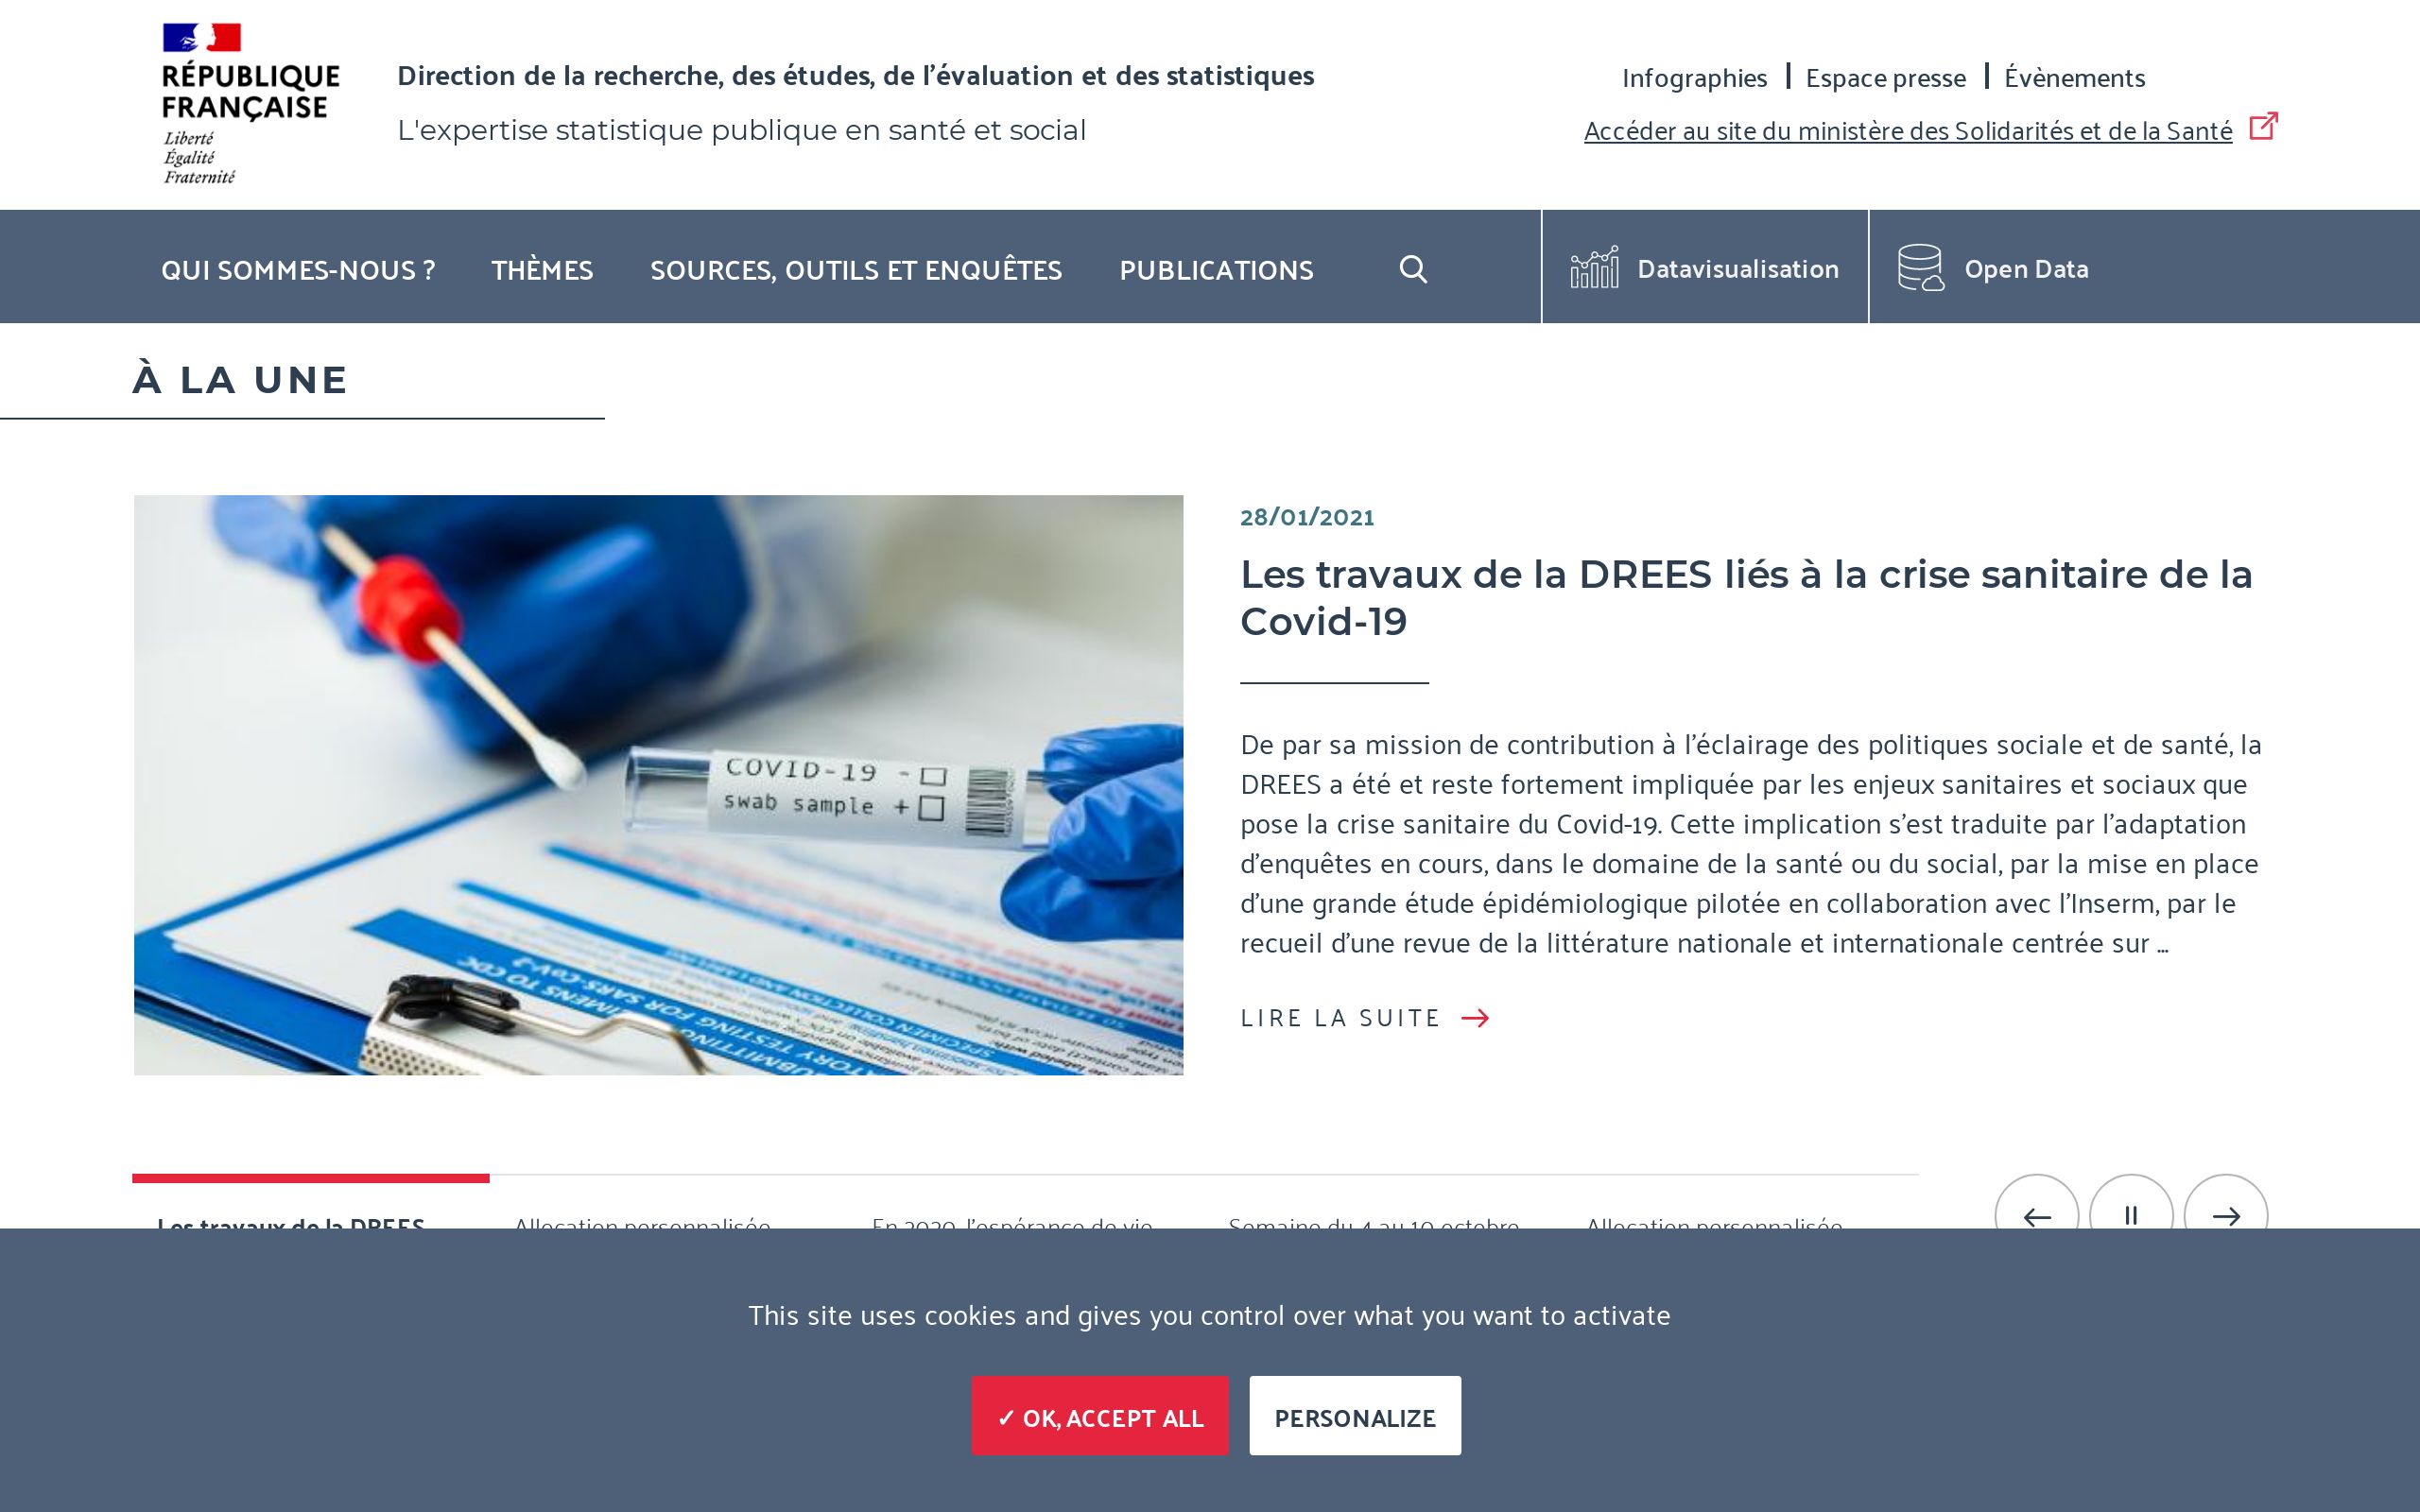 RÉPUBLIQUE
FRANÇAISE
Liberté
Égalité
Fraternité
Direction de la recherche, des études, de l'évaluation et des statistiques
L'expertise statistique publique en santé et social
Infographies
Espace presse
Évènements
Accéder au site du ministère des Solidarités et de la Santé
QUI SOMMES-NOUS ?
THÈMES
SOURCES, OUTILS ET ENQUÊTES
PUBLICATIONS
Datavisualisation
Open Data
À LA UNE
COVID-19 -
swab sample +
28/01/2021
Les travaux de la DREES liés à la crise sanitaire de la
Covid-19
De par sa mission de contribution à l’éclairage des politiques sociale et de santé, la
DREES a été et reste fortement impliquée par les enjeux sanitaires et sociaux que
pose la crise sanitaire du Covid-19. Cette implication s’est traduite par l’adaptation
d’enquêtes en cours, dans le domaine de la santé ou du social, par la mise en place
d’une grande étude épidémiologique pilotée en collaboration avec l’Inserm, par le
recueil d’une revue de la littérature nationale et internationale centrée sur ...
LIRE LA SUITE
Les travaux de la DREES
Allocation personnalisée
En 2020, l'espérance de vie
Semaine du 4 au 10 octobre
Allocation personnalisée
This site uses cookies and gives you control over what you want to activate
✓ OK, ACCEPT ALL
PERSONALIZE